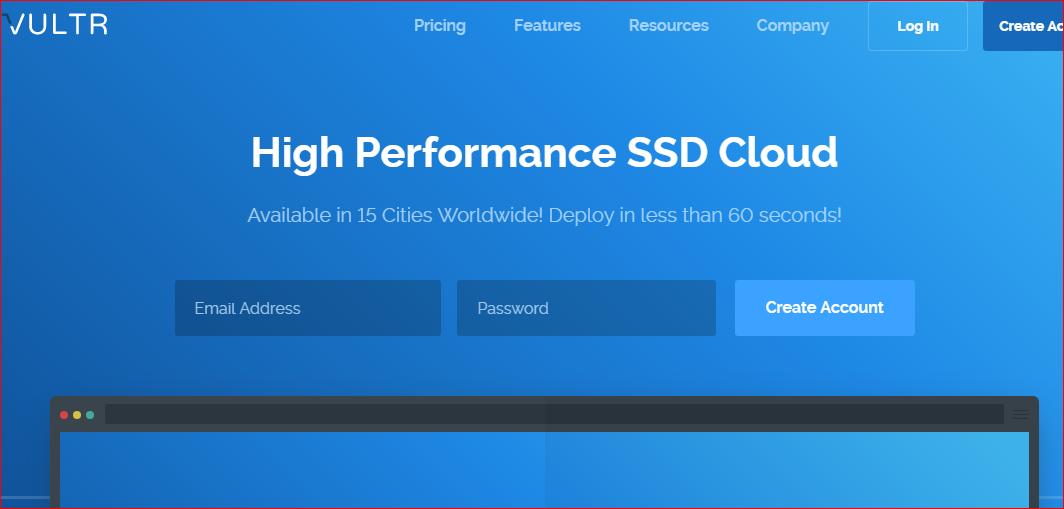 VULTR
Pricing
Features
Resources
Company
Log In
Create Ac
High Performance SSD Cloud
Available in 15 Cities Worldwide! Deploy in less than 60 seconds!
Email Address
Password
Create Account